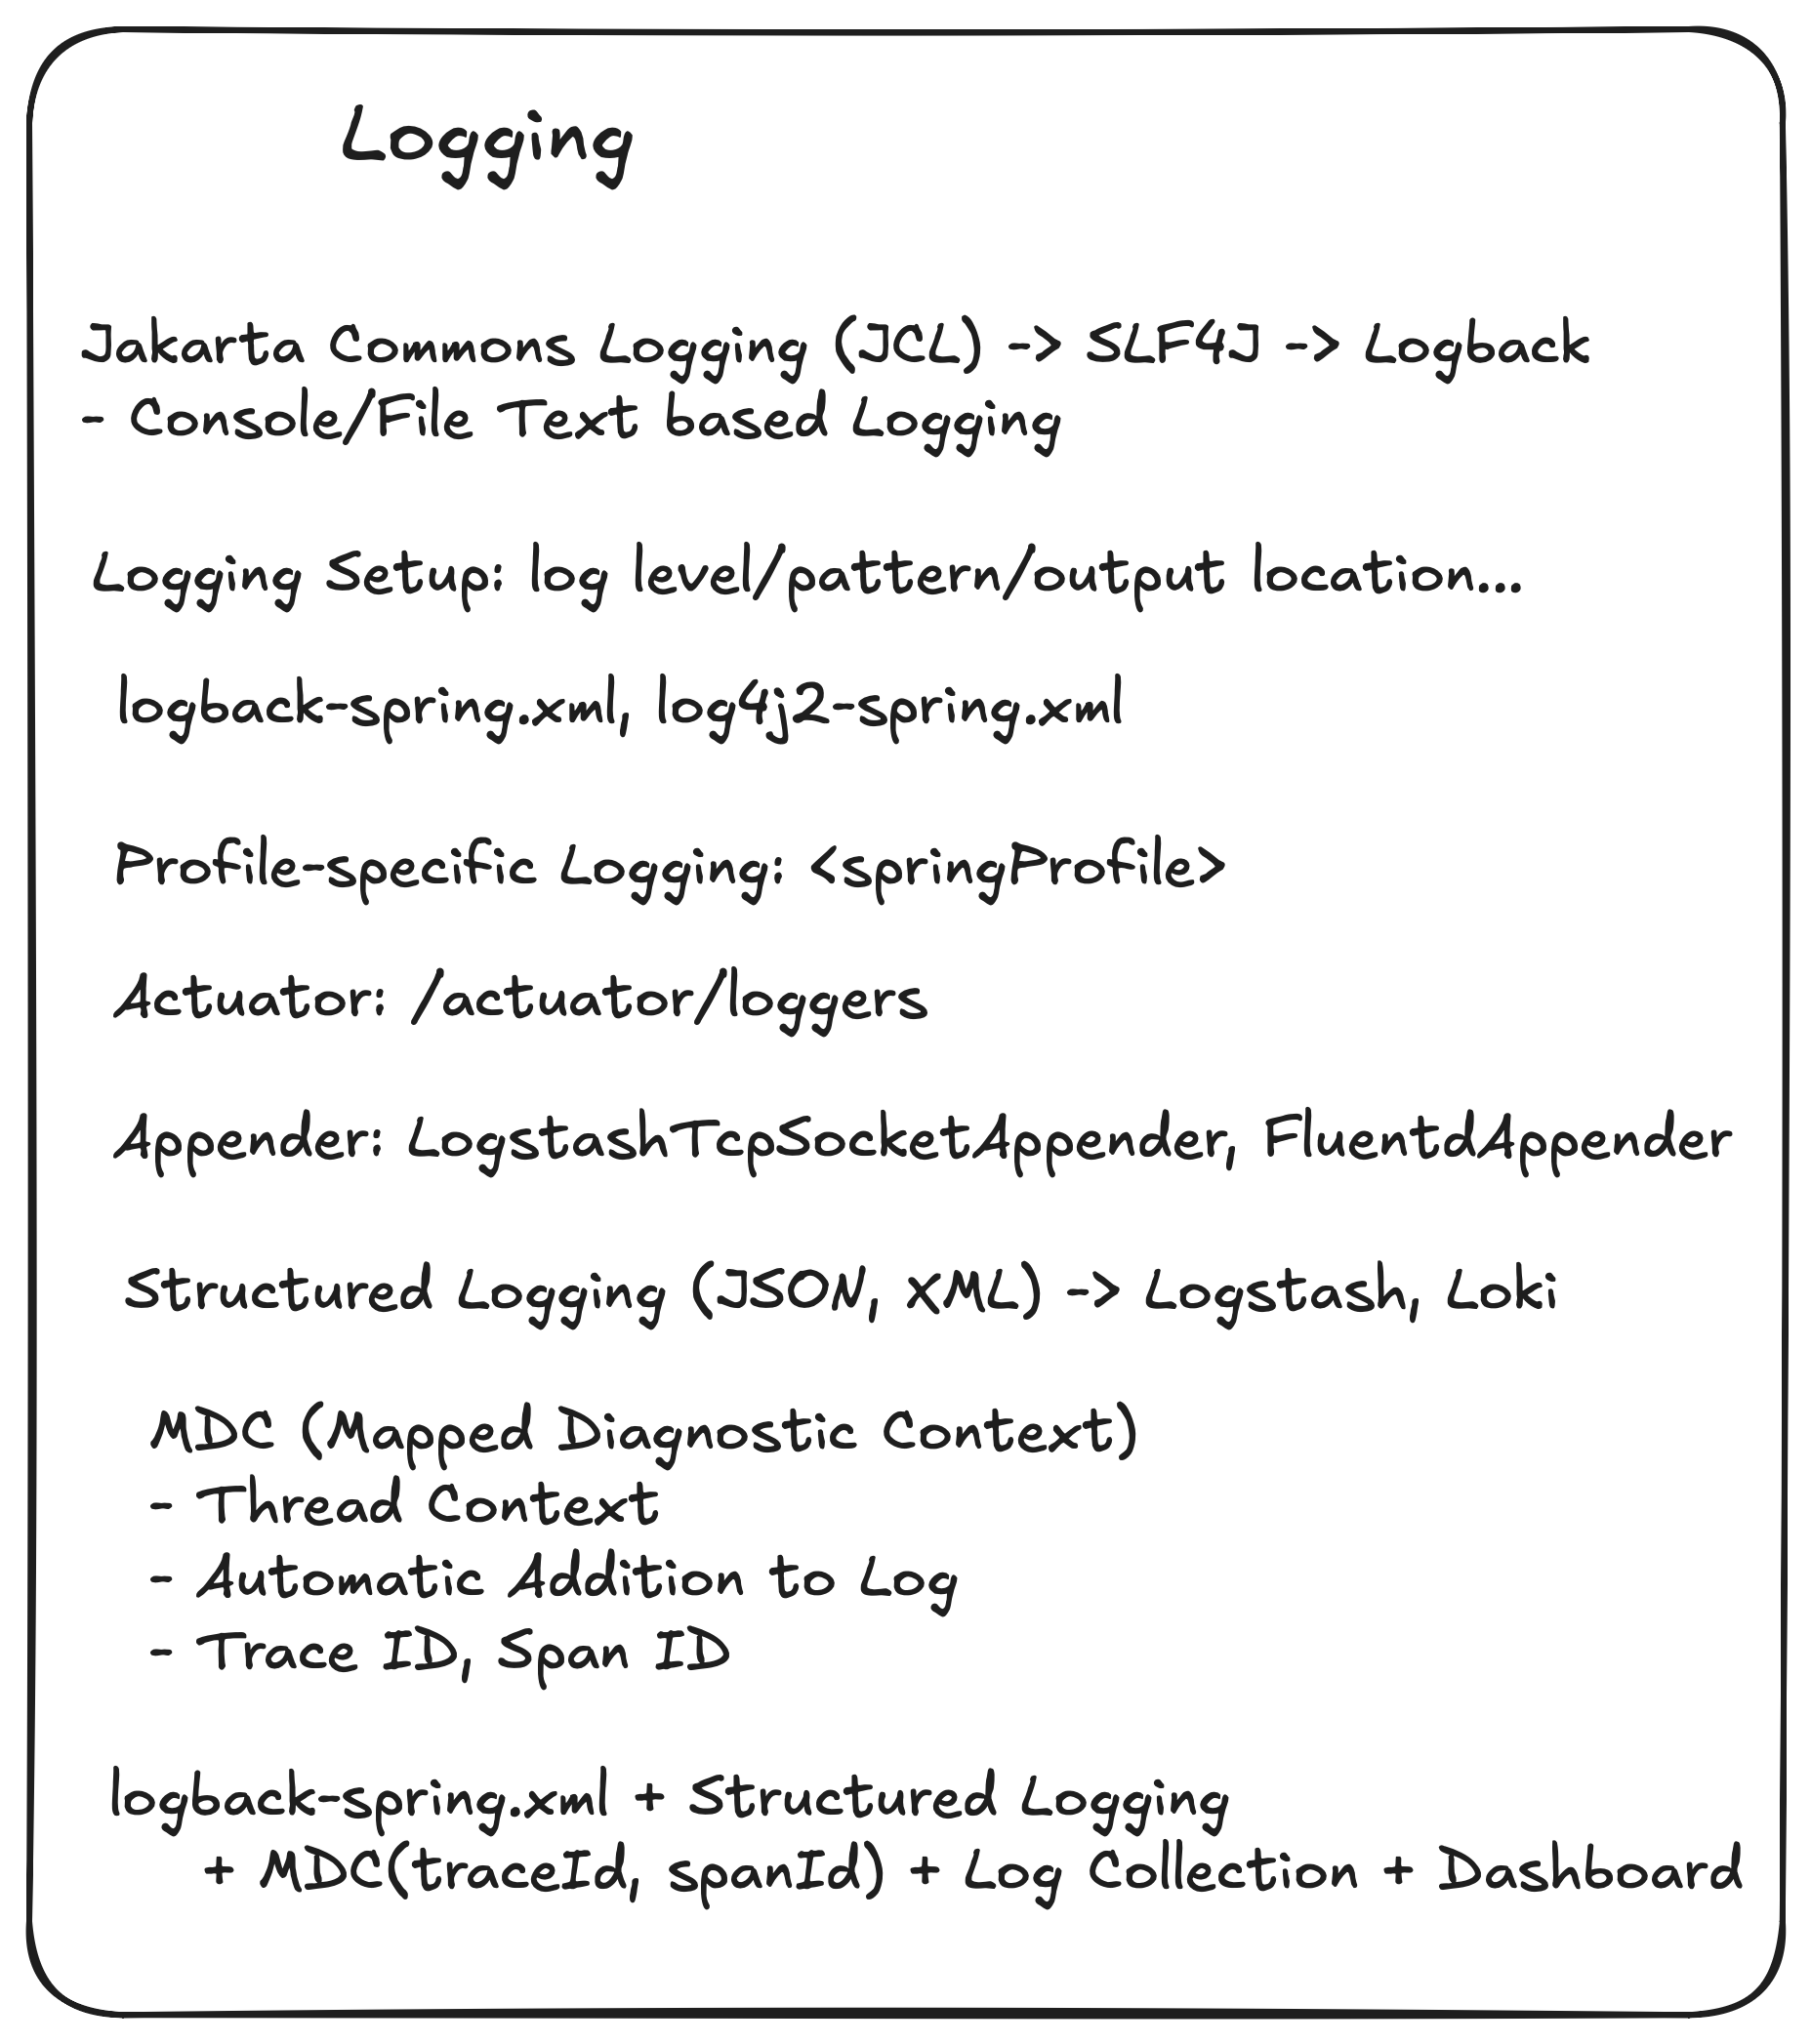 Logging
Jakarta Commons Logging (JCL) -> SLF4J -> Logback
- Console/File Text based Logging
Logging Setup: log level/pattern/output location...
logback-spring.xml, log4j2-spring.xml
Profile-specific Logging: <springProfile>
Actuator: /actuator/loggers
Appender: LogstashTcpSocketAppender, FluentdAppender
Structured Logging (JSON, XML) -> Logstash, Loki
MDC (Mapped Diagnostic Context)
- Thread Context
- Automatic Addition to Log
- Trace ID, Span ID
logback-spring.xml + Structured Logging
+ MDC(traceId, spanId) + Log Collection + Dashboard